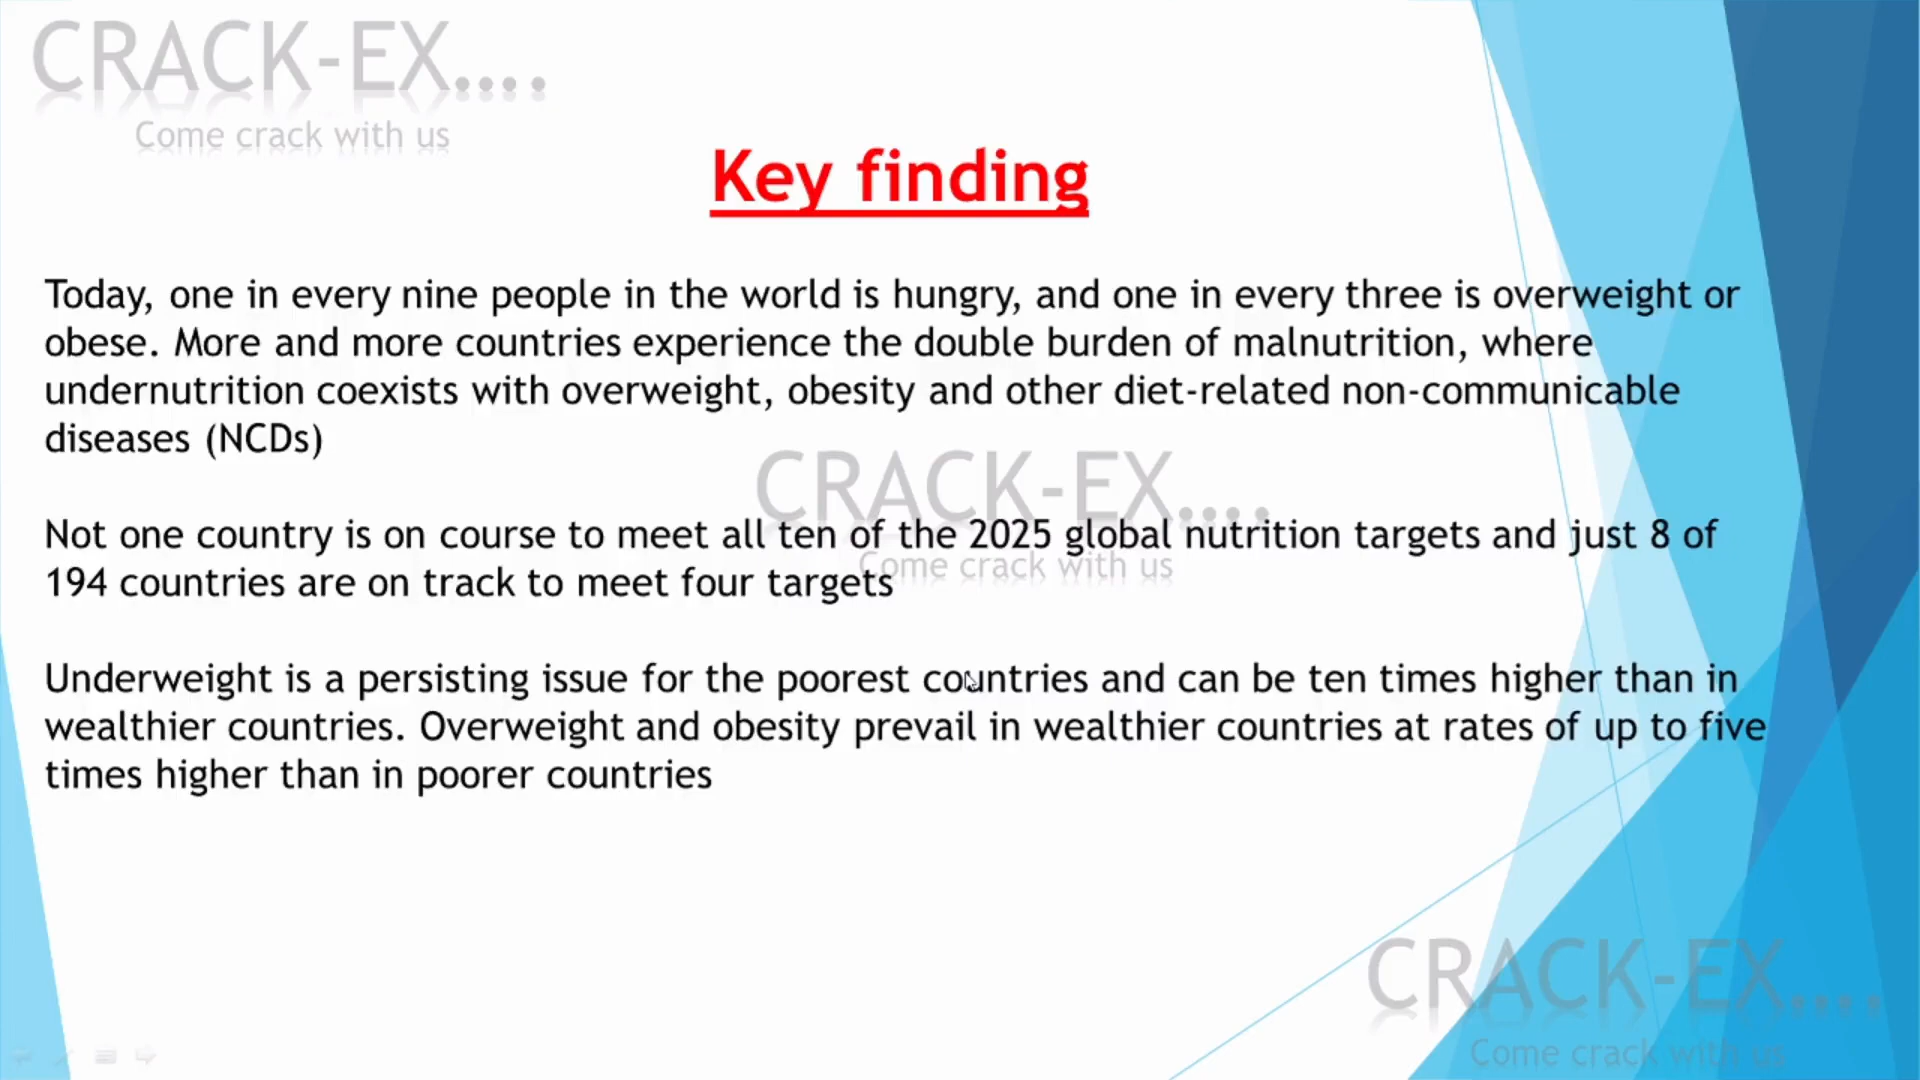 CRACK-EX....
Come crack with us
Key finding
Today, one in every nine people in the world is hungry, and one in every three is overweight or
obese. More and more countries experience the double burden of malnutrition, where
undernutrition coexists with overweight, obesity and other diet-related non-communicable
diseases (NCDs)
CRACK-EX....
Not one country is on course to meet all ten of the 2025 global nutrition targets and just 8 of
Come crack with us
194 countries are on track to meet four targets
Underweight is a persisting issue for the poorest countries and can be ten times higher than in
wealthier countries. Overweight and obesity prevail in wealthier countries at rates of up to five
times higher than in poorer countries
CRACK-EX....
Come crack with us